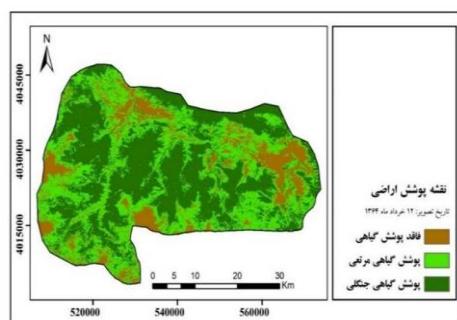 N
4045000
4030000
4015000
520000
540000
560000
0 5 10 20 30
Km
نقشه پوشش اراضی
تاریخ تصویر: ۱۲ خرداد ماه ۱۳۶۴
فاقد پوشش گیاهی
پوشش گیاهی مرتعی
پوشش گیاهی جنگلی